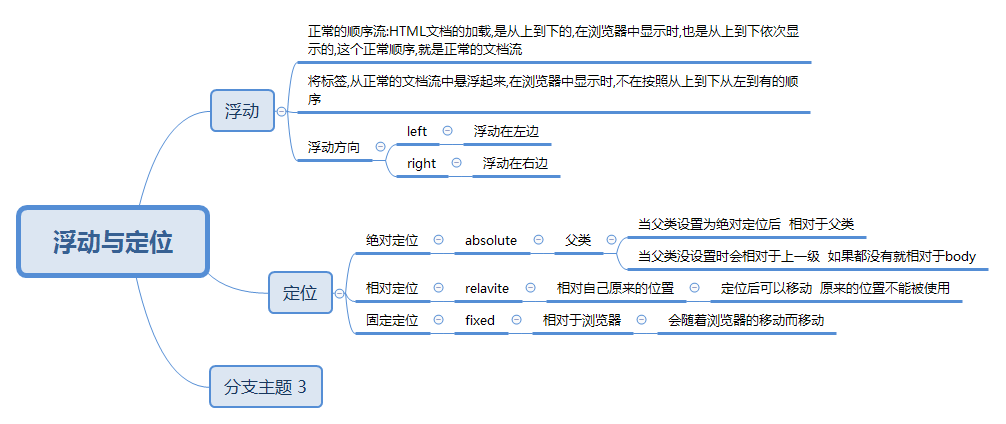 正常的顺序流:HTML文档的加载,是从上到下的,在浏览器中显示时,也是从上到下依次显
示的,这个正常顺序,就是正常的文档流
将标签,从正常的文档流中悬浮起来,在浏览器中显示时,不在按照从上到下从左到有的顺
序
浮动
浮动方向
left
浮动在左边
right
浮动在右边
浮动与定位
定位
绝对定位
absolute
父类
当父类设置为绝对定位后 相对于父类
当父类没设置时会相对于上一级 如果都没有就相对于body
相对定位
relavite
相对自己原来的位置
定位后可以移动 原来的位置不能被使用
固定定位
fixed
相对于浏览器
会随着浏览器的移动而移动
分支主题 3